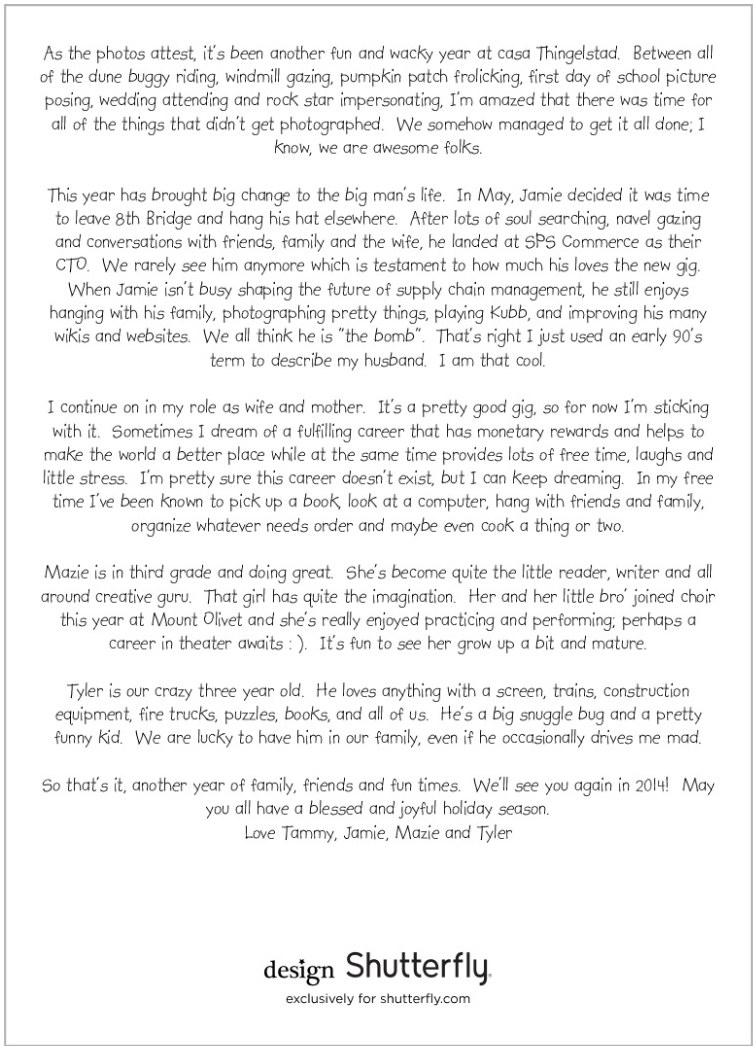 As the photos attest, it's been another fun and wacky year at casa Thingelstad.  Between all
of the dune buggy riding, windmill gazing, pumpkin patch frolicking, first day of school picture
posing, wedding attending and rock star impersonating, I'm amazed that there was time for
all of the things that didn't get photographed.  We somehow managed to get it all done; I
know, we are awesome folks.

This year has brought big change to the big man's life.  In May, Jamie decided it was time
to leave 8th Bridge and hang his hat elsewhere.  After lots of soul searching, navel gazing
and conversations with friends, family and the wife, he landed at SPS Commerce as their
CTO.  We rarely see him anymore which is testament to how much his loves the new gig.
When Jamie isn't busy shaping the future of supply chain management, he still enjoys
hanging with his family, photographing pretty things, playing Kubb, and improving his many
wikis and websites.  We all think he is "the bomb".  That's right I just used an early 90's
term to describe my husband.  I am that cool.

I continue on in my role as wife and mother.  It's a pretty good gig, so for now I'm sticking
with it.  Sometimes I dream of a fulfilling career that has monetary rewards and helps to
make the world a better place while at the same time provides lots of free time, laughs and
little stress.  I'm pretty sure this career doesn't exist, but I can keep dreaming.  In my free
time I've been known to pick up a book, look at a computer, hang with friends and family,
organize whatever needs order and maybe even cook a thing or two.

Mazie is in third grade and doing great.  She's become quite the little reader, writer and all
around creative guru.  That girl has quite the imagination.  Her and her little bro' joined choir
this year at Mount Olivet and she's really enjoyed practicing and performing; perhaps a
career in theater awaits : ).  It's fun to see her grow up a bit and mature.

Tyler is our crazy three year old.  He loves anything with a screen, trains, construction
equipment, fire trucks, puzzles, books, and all of us.  He's a big snuggle bug and a pretty
funny kid.  We are lucky to have him in our family, even if he occasionally drives me mad.

So that's it, another year of family, friends and fun times.  We'll see you again in 2014!  May
you all have a blessed and joyful holiday season.
Love Tammy, Jamie, Mazie and Tyler

design Shutterfly®
exclusively for shutterfly.com